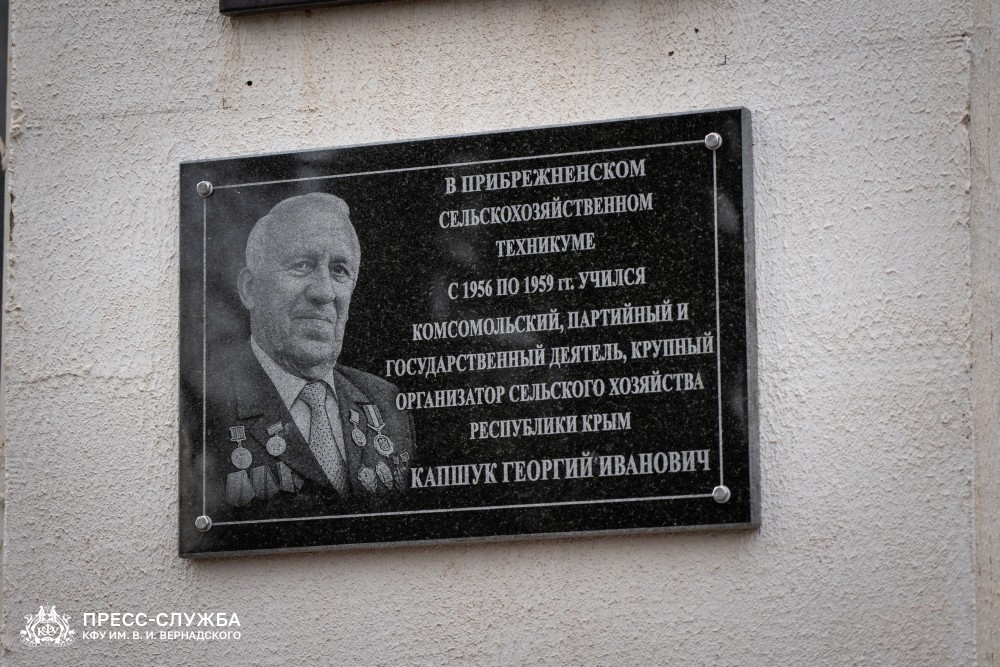 В ПРИБРЕЖНЕНСКОМ
СЕЛЬСКОХОЗЯЙСТВЕННОМ
ТЕХНИКУМЕ
С 1956 ПО 1959 гг. УЧИЛСЯ
КОМСОМОЛЬСКИЙ, ПАРТИЙНЫЙ И
ГОСУДАРСТВЕННЫЙ ДЕЯТЕЛЬ, КРУПНЫЙ
ОРГАНИЗАТОР СЕЛЬСКОГО ХОЗЯЙСТВА
РЕСПУБЛИКИ КРЫМ
КАПШУК ГЕОРГИЙ ИВАНОВИЧ
ПРЕСС-СЛУЖБА
КФУ ИМ. В. И. ВЕРНАДСКОГО